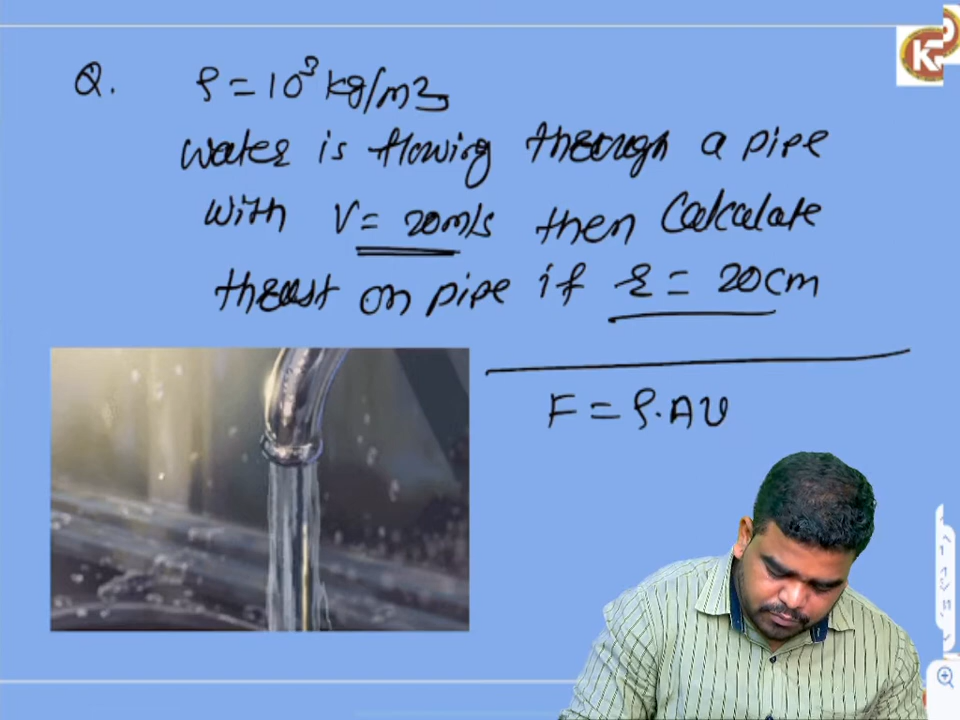 Q. ρ = 10³ kg/m3
water is flowing through a pipe
with V = 20m/s then Calculate
thrust on pipe if r = 20cm
F = ρ.AV
K